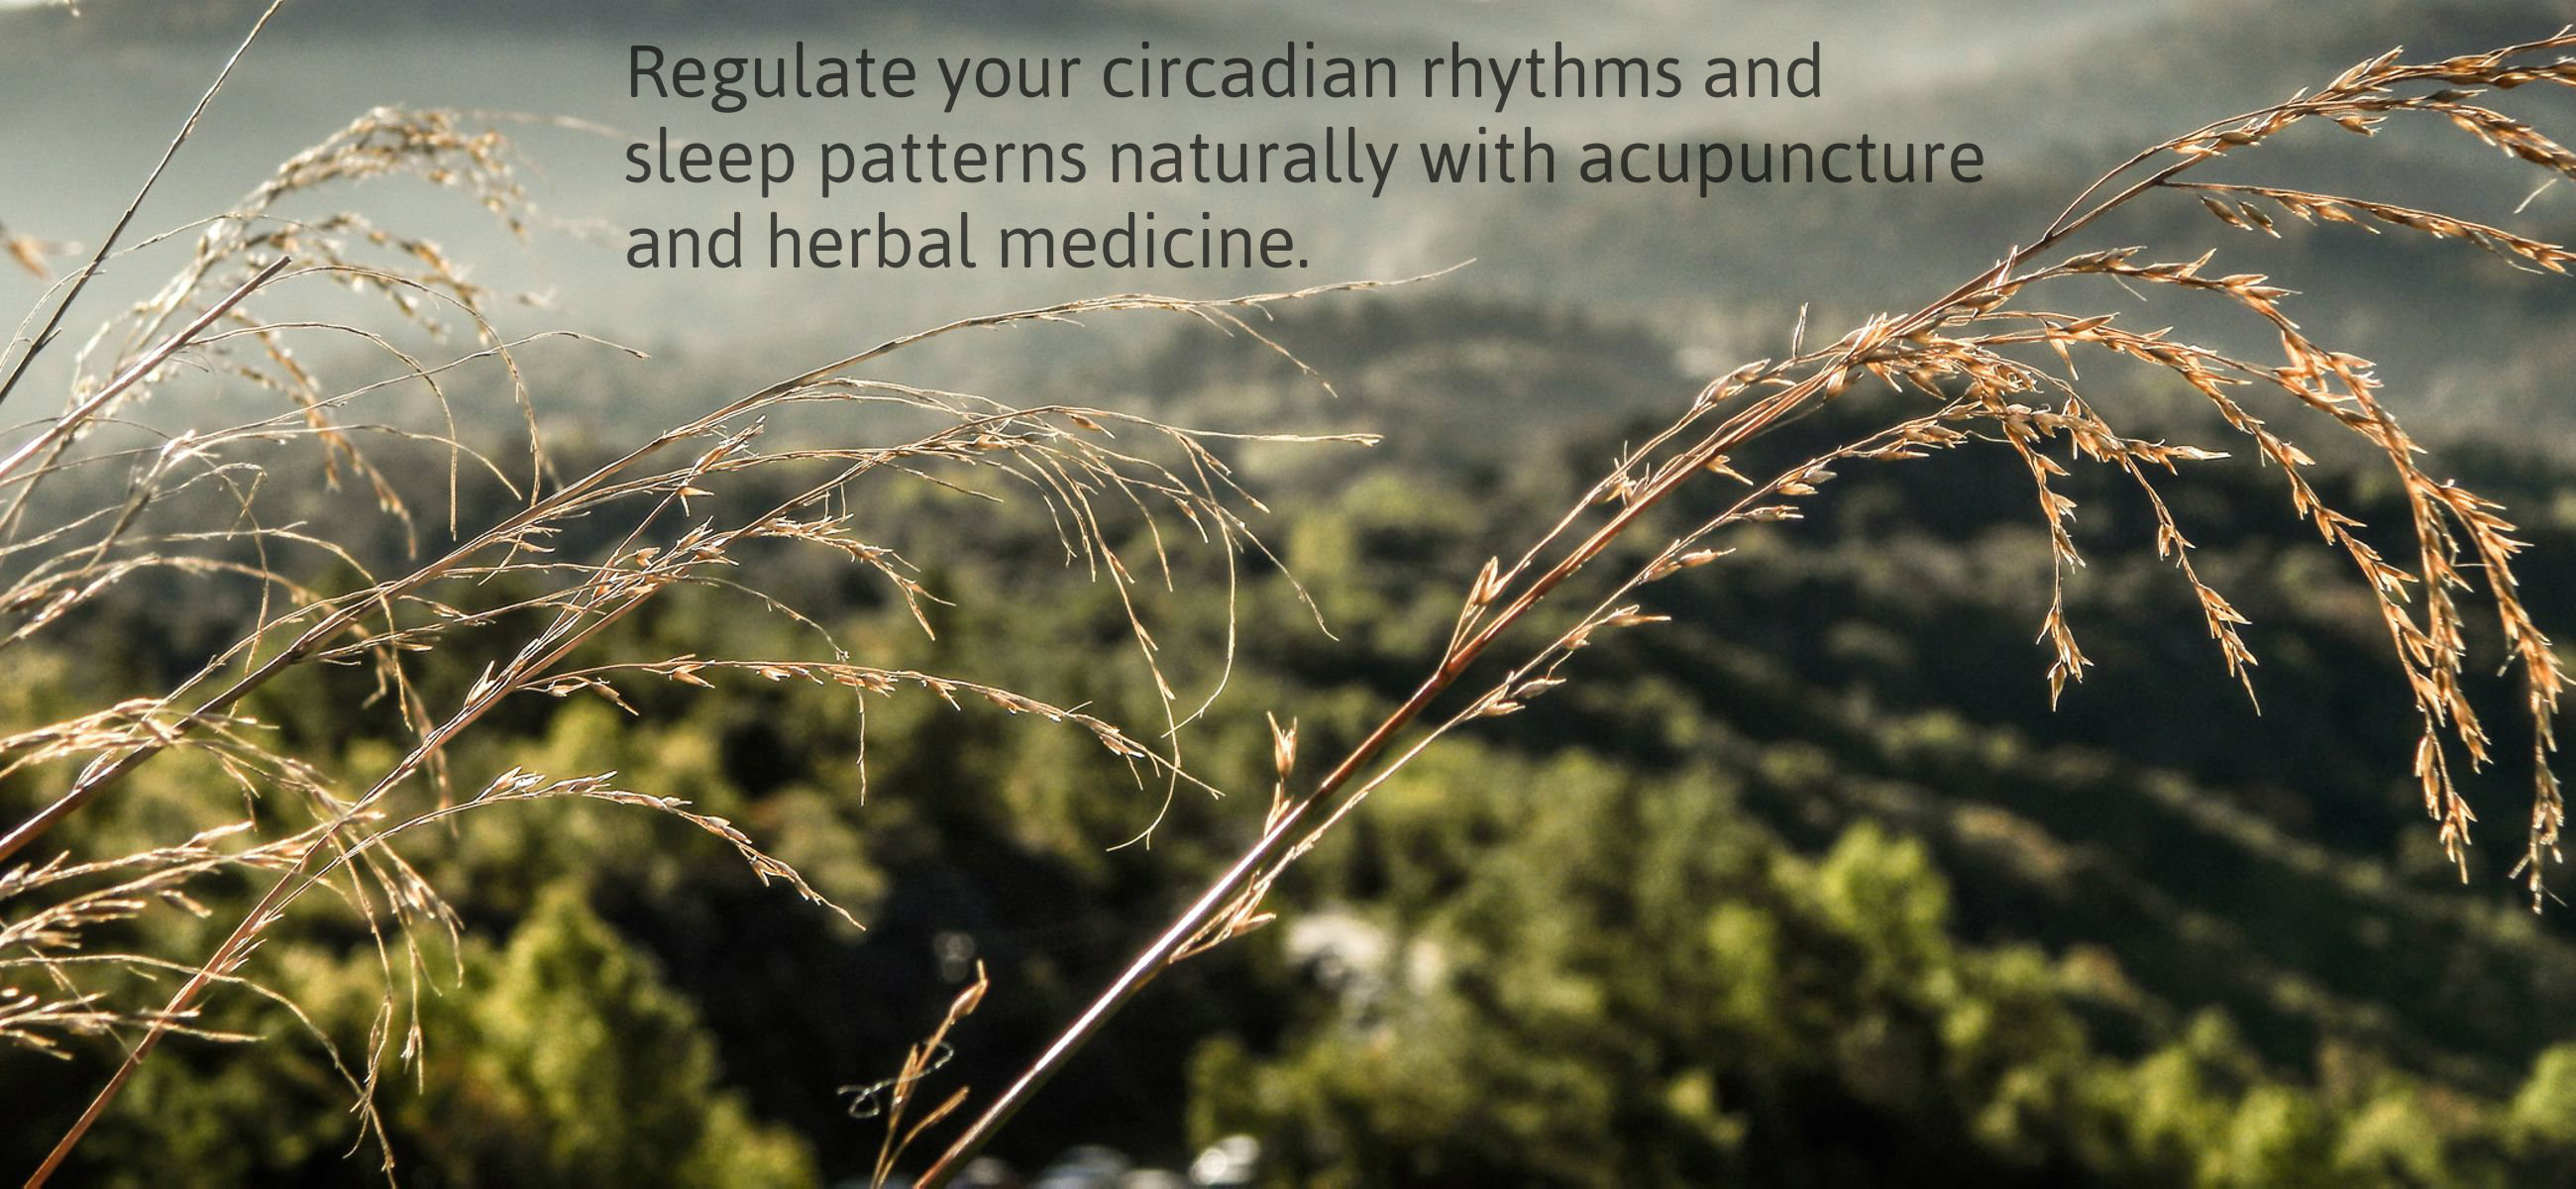 Regulate your circadian rhythms and
sleep patterns naturally with acupuncture
and herbal medicine.